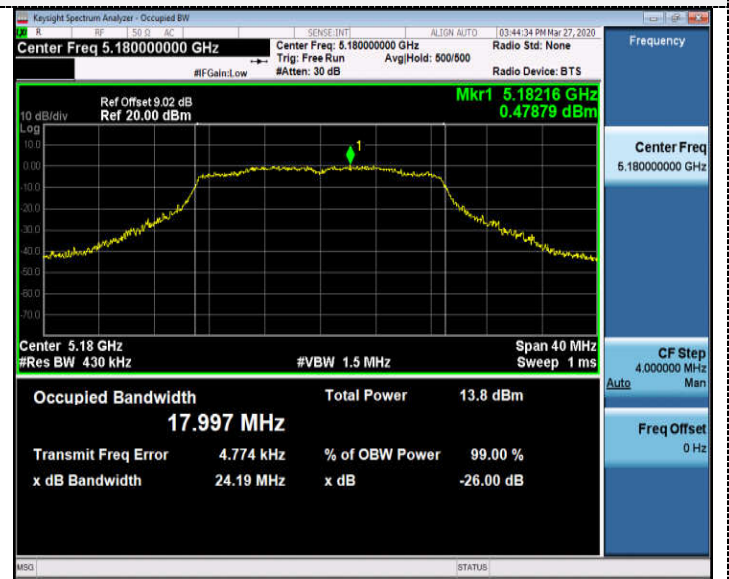 Keysight Spectrum Analyzer - Occupied BW
R RF 50 Ω AC SENSE:INT ALIGN AUTO 03:44:34 PM Mar 27, 2020
Center Freq 5.180000000 GHz
Center Freq: 5.180000000 GHz Radio Std: None
Trig: Free Run Avg|Hold: 500/500
#IFGain:Low #Atten: 30 dB Radio Device: BTS
Frequency
Ref Offset 9.02 dB
10 dB/div Ref 20.00 dBm
Mkr1 5.18216 GHz
0.47879 dBm
Log
10.0
0.00
-10.0
-20.0
-30.0
-40.0
-50.0
-60.0
-70.0
1
Center 5.18 GHz Span 40 MHz
#Res BW 430 kHz #VBW 1.5 MHz Sweep 1 ms
Occupied Bandwidth Total Power 13.8 dBm
17.997 MHz
Transmit Freq Error 4.774 kHz % of OBW Power 99.00 %
x dB Bandwidth 24.19 MHz x dB -26.00 dB
Center Freq
5.180000000 GHz
CF Step
4.000000 MHz
Auto Man
Freq Offset
0 Hz
MSG STATUS